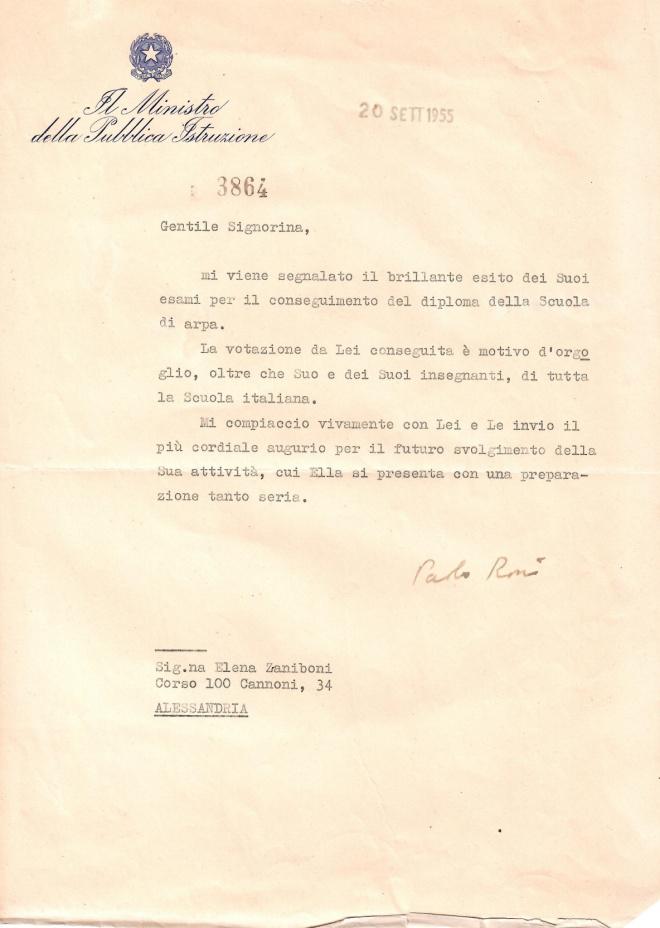 Il Ministro
della Pubblica Istruzione
20 SETT 1955
3864
Gentile Signorina,
mi viene segnalato il brillante esito dei Suoi
esami per il conseguimento del diploma della Scuola
di arpa.
La votazione da Lei conseguita è motivo d'orgo
glio, oltre che Suo e dei Suoi insegnanti, di tutta
la Scuola italiana.
Mi compiaccio vivamente con Lei e Le invio il
più cordiale augurio per il futuro svolgimento della
Sua attività, cui Ella si presenta con una prepara-
zione tanto seria.
Paolo Rossi
Sig.na Elena Zaniboni
Corso 100 Cannoni, 34
ALESSANDRIA